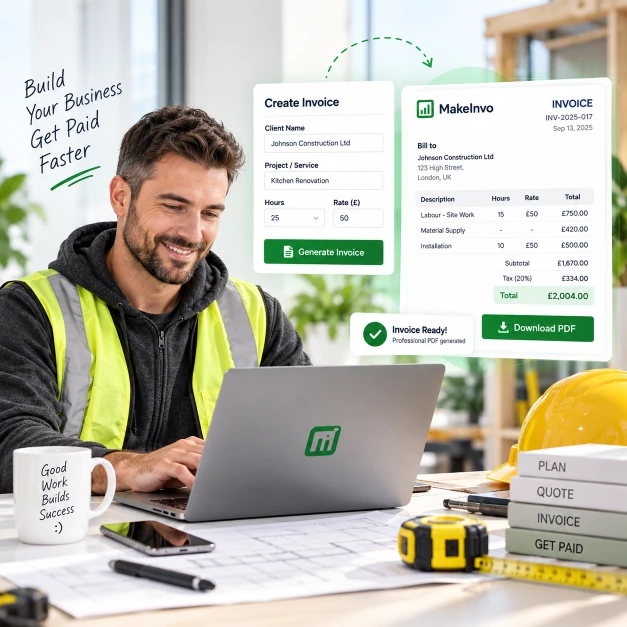 Build
Your Business
Get Paid
Faster
Create Invoice
Client Name
Johnson Construction Ltd
Project / Service
Kitchen Renovation
Hours Rate (£)
25 50
Generate Invoice
MakeInvo
INVOICE
INV-2025-017
Sep 13, 2025
Bill to
Johnson Construction Ltd
123 High Street,
London, UK
Description Hours Rate Total
Labour - Site Work 15 £50 £750.00
Material Supply - - £420.00
Installation 10 £50 £500.00
Subtotal £1,670.00
Tax (20%) £334.00
Total £2,004.00
Invoice Ready!
Professional PDF generated
Download PDF
Good
Work
Builds
Success
:)
PLAN
QUOTE
INVOICE
GET PAID